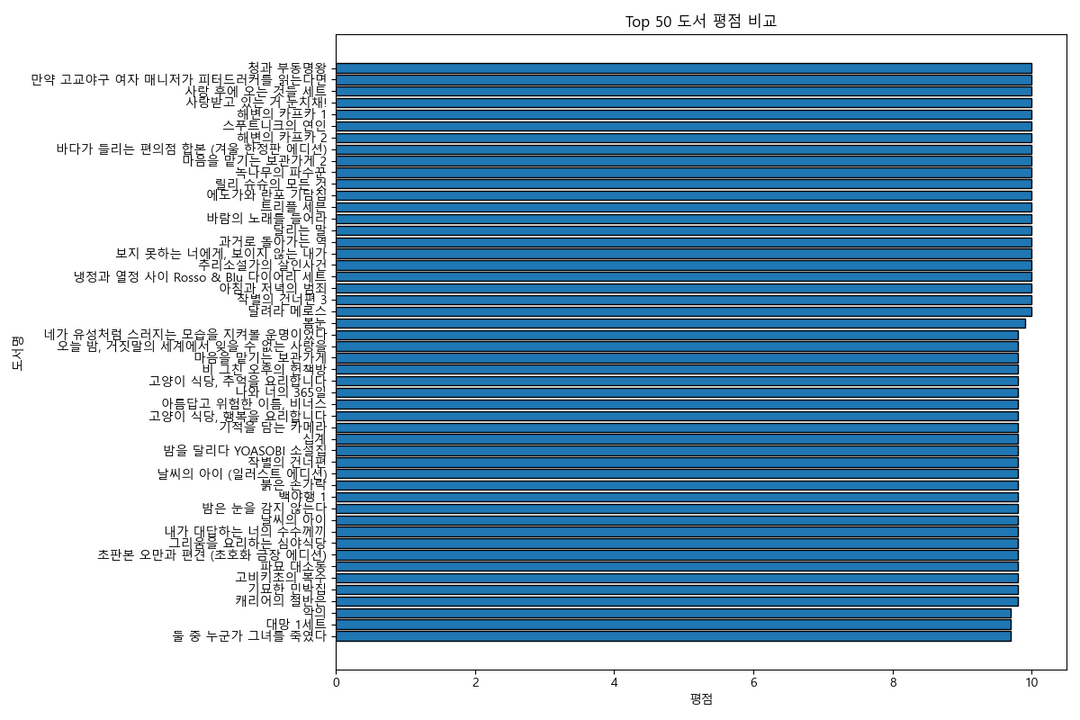 Top 50 도서 평점 비교
청과 부동명왕
만약 고교야구 여자 매니저가 피터드러커를 읽는다면
사랑 후에 오는 것들 세트
사랑받고 있는 거 눈치채!
해변의 카프카 1
스푸트니크의 연인
해변의 카프카 2
바다가 들리는 편의점 합본 (겨울 한정판 에디션)
마음을 맡기는 보관가게 2
녹나무의 파수꾼
릴리 슈슈의 모든 것
에도가와 란포 기담집
트리플 세븐
바람의 노래를 들어라
달리는 말
과거로 돌아가는 역
보지 못하는 너에게, 보이지 않는 내가
추리소설가의 살인사건
냉정과 열정 사이 Rosso & Blu 다이어리 세트
아침과 저녁의 범죄
작별의 건너편 3
달려라 메로스
봄눈
네가 유성처럼 스러지는 모습을 지켜볼 운명이었다
오늘 밤, 거짓말의 세계에서 잊을 수 없는 사랑을
마음을 맡기는 보관가게
비 그친 오후의 헌책방
고양이 식당, 추억을 요리합니다
나와 너의 365일
아름답고 위험한 이름, 비너스
고양이 식당, 행복을 요리합니다
기적을 담는 카메라
십계
밤을 달리다 YOASOBI 소설집
작별의 건너편
날씨의 아이 (일러스트 에디션)
붉은 손가락
백야행 1
밤은 눈을 감지 않는다
날씨의 아이
내가 대답하는 너의 수수께끼
그리움을 요리하는 심야식당
초판본 오만과 편견 (초호화 금장 에디션)
파묘 대소동
고비키초의 복수
기묘한 민박집
캐리어의 절반은
악의
대망 1세트
둘 중 누군가 그녀를 죽였다
도서명
0 2 4 6 8 10
평점